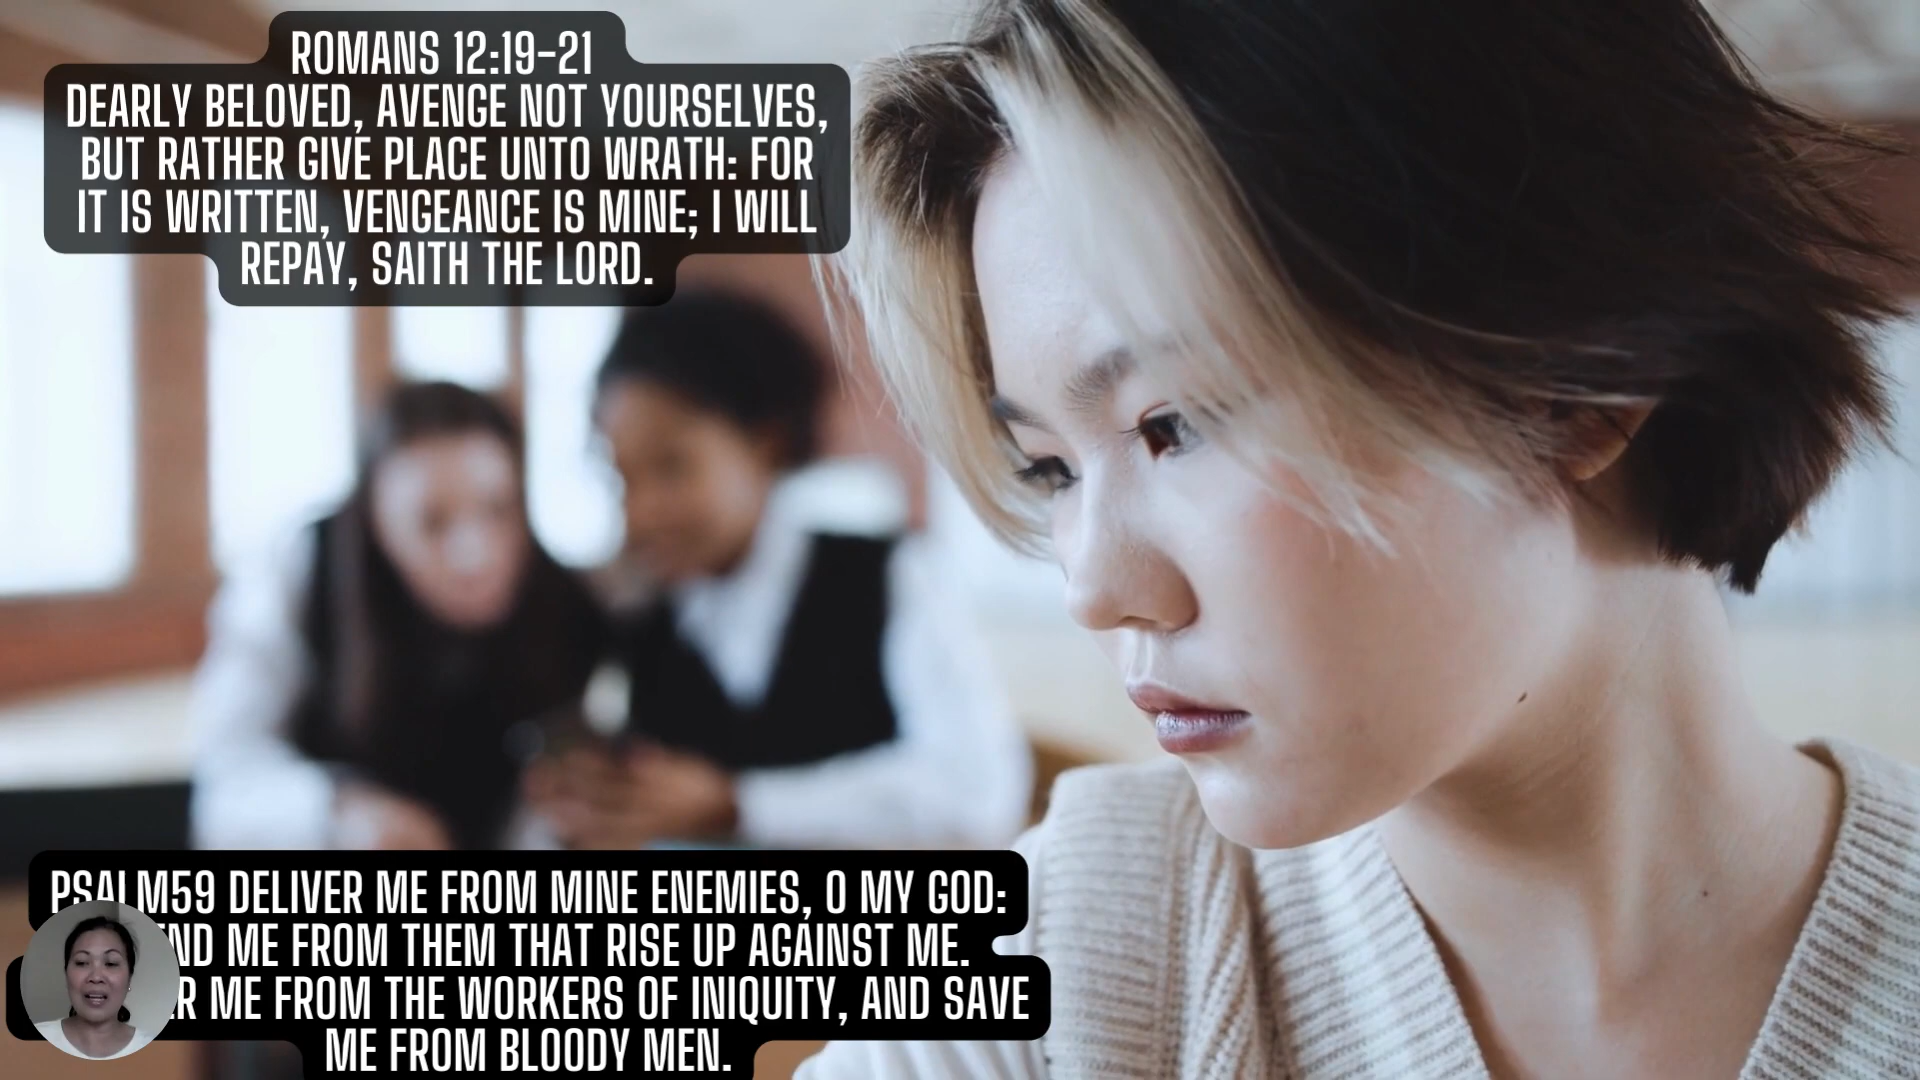 ROMANS 12:19-21
DEARLY BELOVED, AVENGE NOT YOURSELVES,
BUT RATHER GIVE PLACE UNTO WRATH: FOR
IT IS WRITTEN, VENGEANCE IS MINE; I WILL
REPAY, SAITH THE LORD.
PSALM59 DELIVER ME FROM MINE ENEMIES, O MY GOD:
ME FROM THEM THAT RISE UP AGAINST ME.
ME FROM THE WORKERS OF INIQUITY, AND SAVE
ME FROM BLOODY MEN.